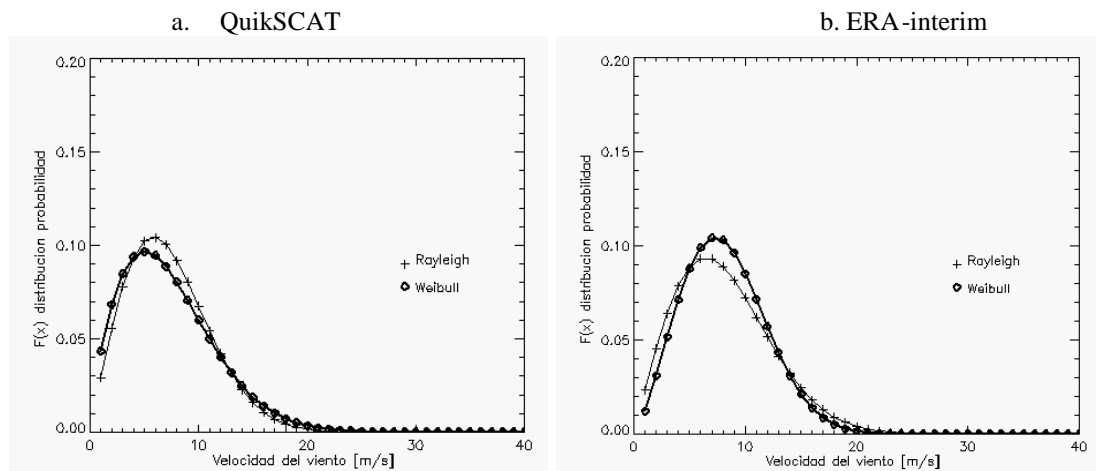 a. QuikSCAT
b. ERA-interim
0.20
0.15
0.10
0.05
0.00
F(x) distribucion probabilidad
+ Rayleigh
Weibull
0 10 20 30 40
Velocidad del viento [m/s]
0.20
0.15
0.10
0.05
0.00
F(x) distribucion probabilidad
+ Rayleigh
Weibull
0 10 20 30 40
Velocidad del viento [m/s]